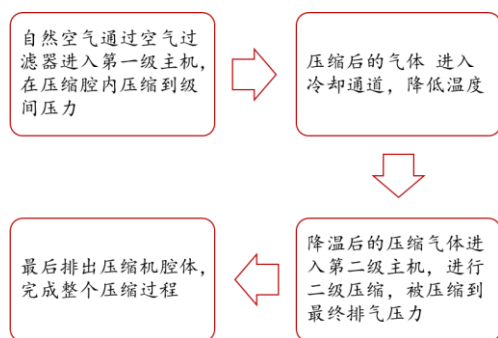 自然空气通过空气过
滤器进入第一级主机,
在压缩腔内压缩到级
间压力
压缩后的气体 进入
冷却通道，降低温度
降温后的压缩气体进
入第二级主机，进行
二级压缩，被压缩到
最终排气压力
最后排出压缩机腔体，
完成整个压缩过程